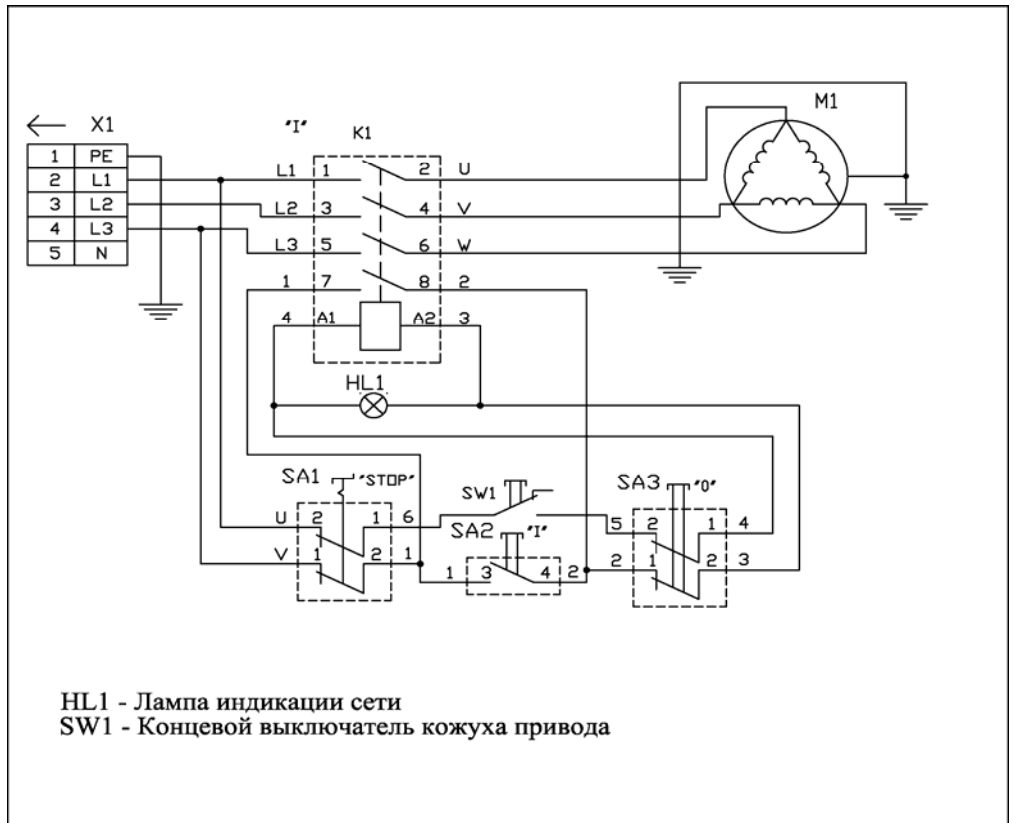 M1
X1
"I"
K1
1 PE
2 L1
3 L2
4 L3
5 N
L1 1 2 U
L2 3 4 V
L3 5 6 W
1 7 8 2
4 A1 A2 3
HL1
SA1 "STOP"
SW1
SA3 "0"
U 2 1 6
SA2 "I"
5 2 1 4
V 1 2 1
1 3 4 2
2 1 2 3
HL1 - Лампа индикации сети
SW1 - Концевой выключатель кожуха привода